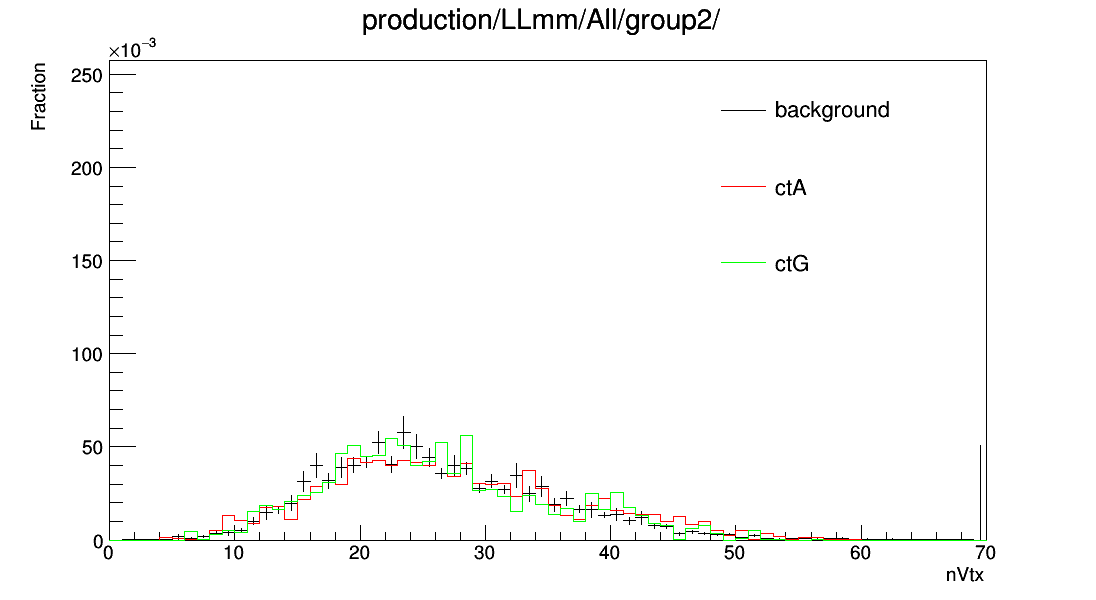 production/LLmm/All/group2/
×10⁻³
Fraction
250
200
150
100
50
0
background
ctA
ctG
0 10 20 30 40 50 60 70
nVtx